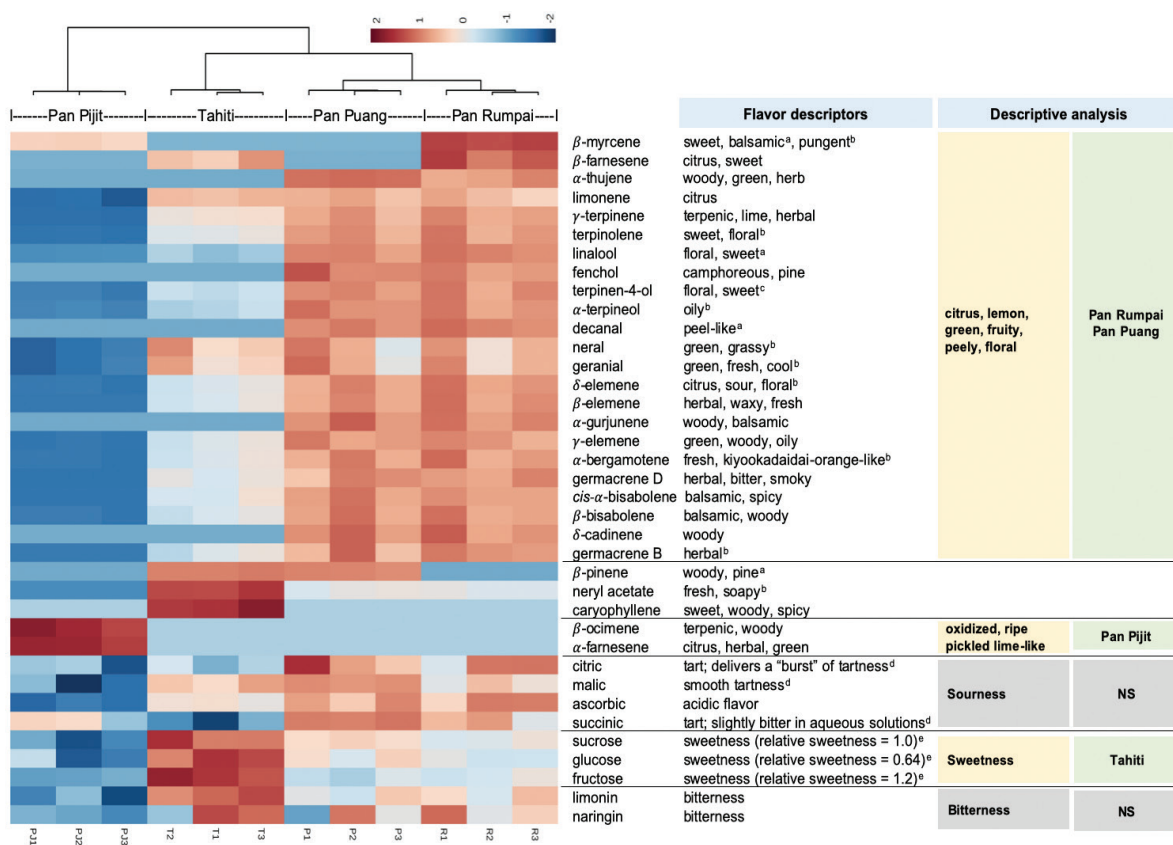 2 1 0 -1 -2
|-------Pan Pijit-------|-------Tahiti-------|----Pan Puang----|----Pan Rumpai
Flavor descriptors Descriptive analysis
β-myrcene sweet, balsamicᵃ, pungentᵇ
β-farnesene citrus, sweet
α-thujene woody, green, herb
limonene citrus
γ-terpinene terpenic, lime, herbal
terpinolene sweet, floralᵇ
linalool floral, sweetᵃ
fenchol camphoreous, pine
terpinen-4-ol floral, sweetᶜ
α-terpineol oilyᵇ
decanal peel-likeᵃ
neral green, grassyᵇ
geranial green, fresh, coolᵇ
δ-elemene citrus, sour, floralᵇ
β-elemene herbal, waxy, fresh
α-gurjunene woody, balsamic
γ-elemene green, woody, oily
α-bergamotene fresh, kiyookadaidai-orange-likeᵇ
germacrene D herbal, bitter, smoky
cis-α-bisabolene balsamic, spicy
β-bisabolene balsamic, woody
δ-cadinene woody
germacrene B herbalᵇ
citrus, lemon,
green, fruity,
peely, floral
Pan Rumpai
Pan Puang
β-pinene woody, pineᵃ
neryl acetate fresh, soapyᵇ
caryophyllene sweet, woody, spicy
β-ocimene terpenic, woody
α-farnesene citrus, herbal, green
oxidized, ripe
pickled lime-like
Pan Pijit
citric tart; delivers a “burst” of tartnessᵈ
malic smooth tartnessᵈ
ascorbic acidic flavor
succinic tart; slightly bitter in aqueous solutionsᵈ
Sourness NS
sucrose sweetness (relative sweetness = 1.0)ᵉ
glucose sweetness (relative sweetness = 0.64)ᵉ
fructose sweetness (relative sweetness = 1.2)ᵉ
Sweetness Tahiti
limonin bitterness
naringin bitterness
Bitterness NS
PJ1 PJ2 PJ3 T2 T1 T3 P1 P2 P3 R1 R2 R3